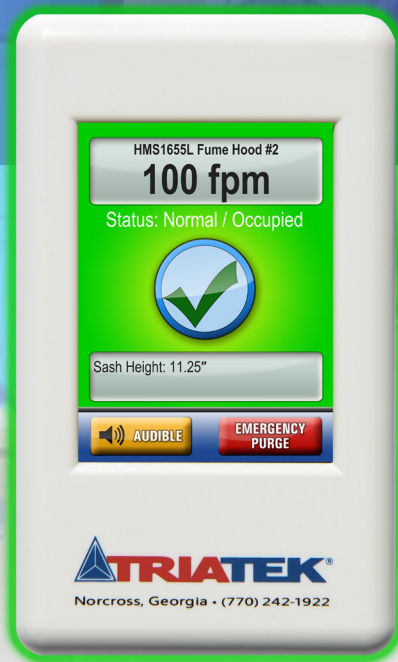 HMS1655L Fume Hood #2
100 fpm
Status: Normal / Occupied
Sash Height: 11.25″
AUDIBLE
EMERGENCY
PURGE
TRIATEK®
Norcross, Georgia • (770) 242-1922